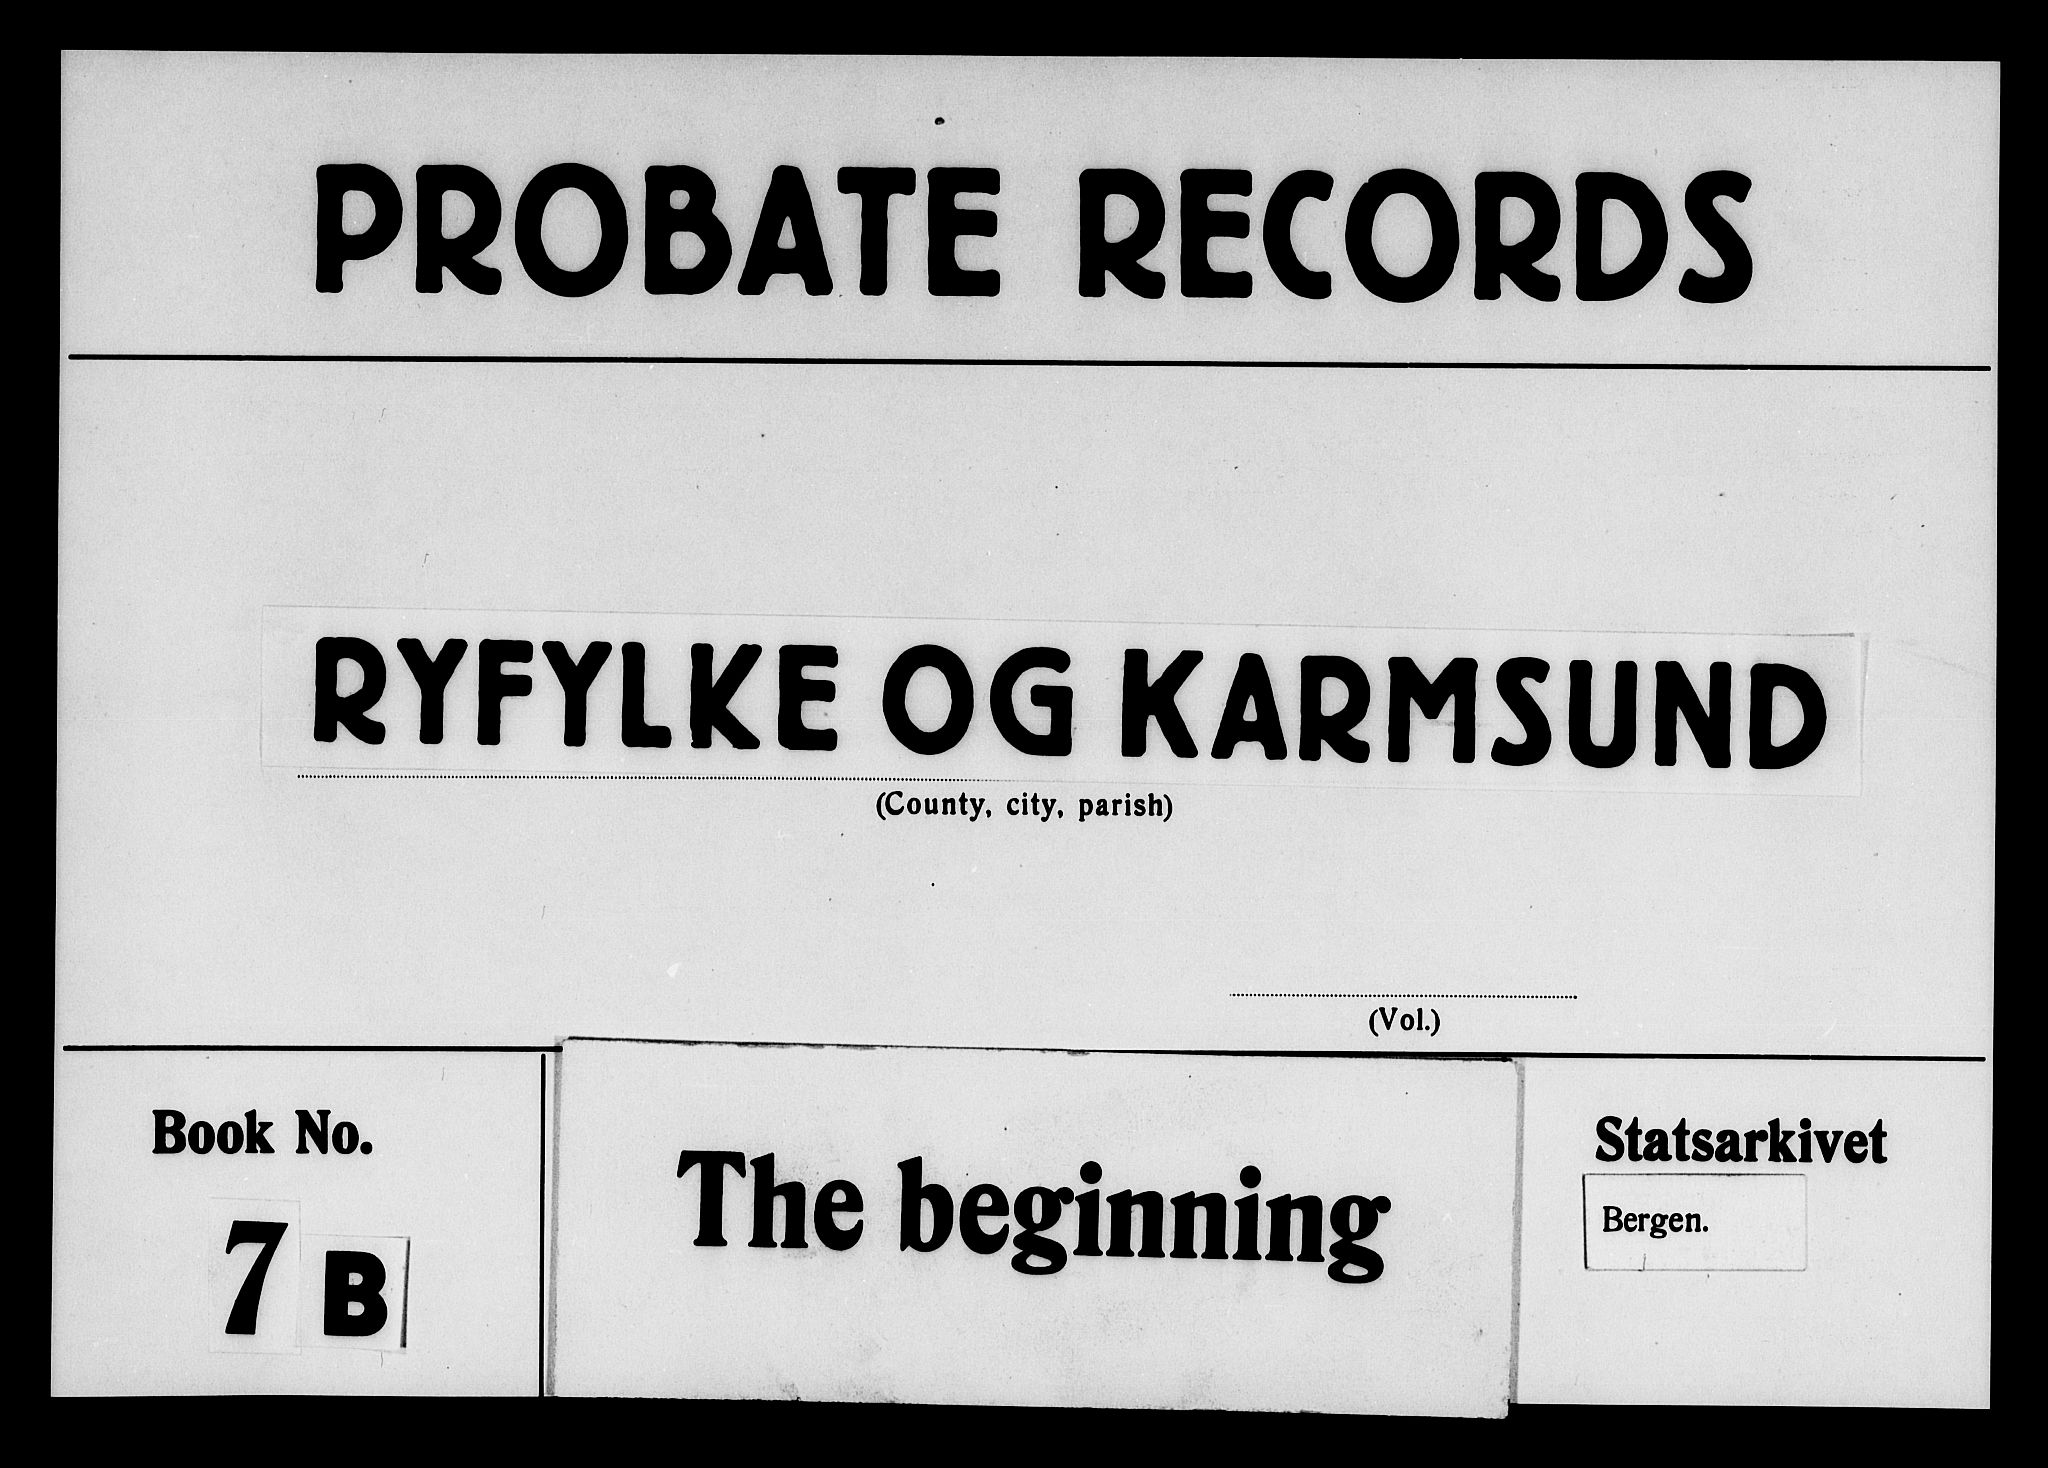 PROBATE RECORDS
RYFYLKE OG KARMSUND
(County, city, parish)
(Vol.)
Book No.
7 B
The beginning
Statsarkivet
Bergen.